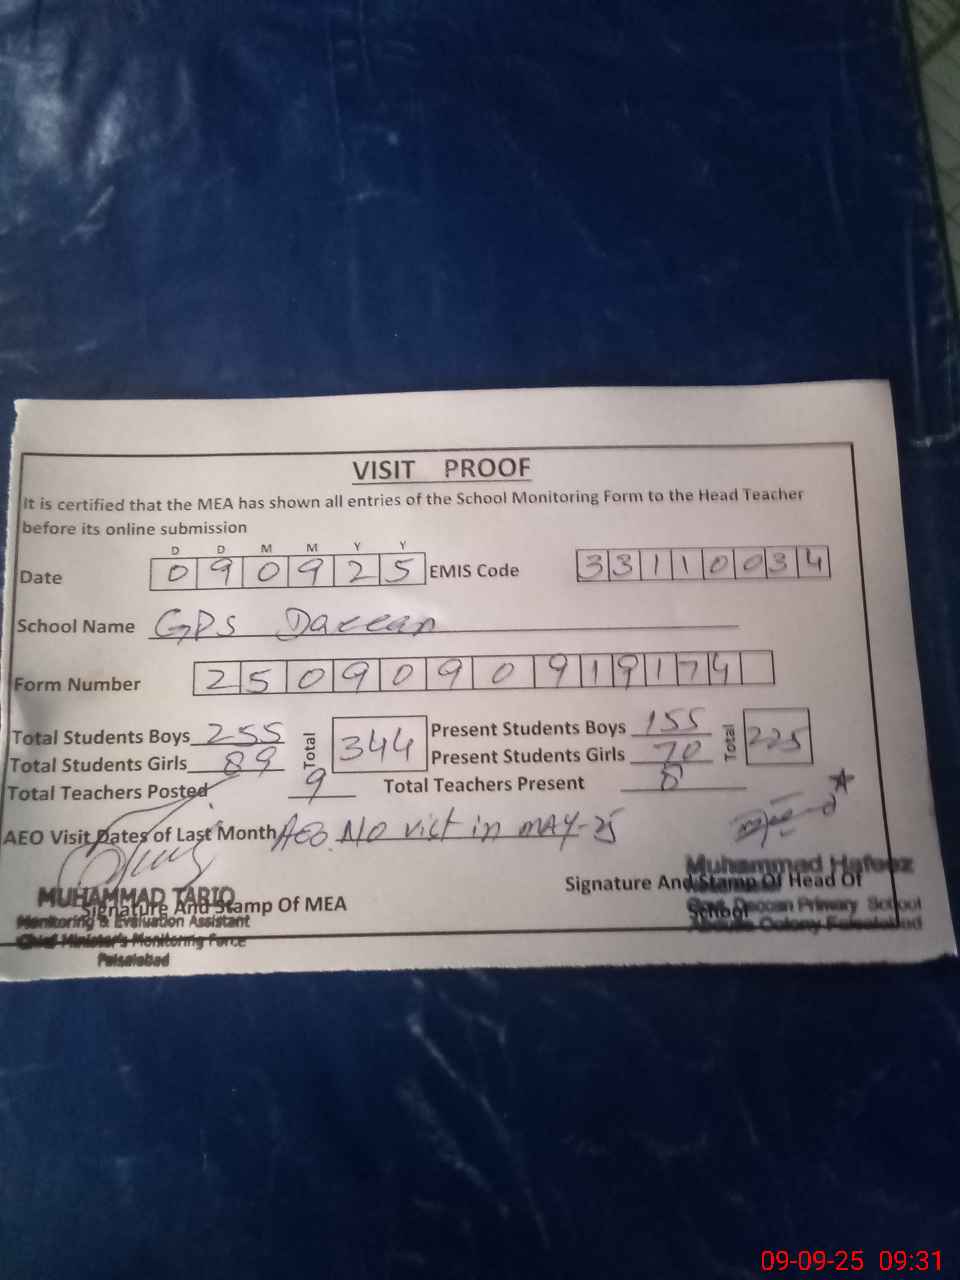 VISIT PROOF
It is certified that the MEA has shown all entries of the School Monitoring Form to the Head Teacher
before its online submission
D D M M Y Y
Date 0 9 0 9 2 5 EMIS Code 3 3 1 1 0 0 3 4
School Name GPS
Form Number 2 5 0 9 0 9 0 9 1 9 1 7 4
Total Students Boys 255 Total 344 Present Students Boys 155 Total 225
Total Students Girls 89 Present Students Girls 70
Total Teachers Posted 9 Total Teachers Present 8
AEO Visit Dates of Last Month AEO NO visit in MAY-25
MUHAMMAD TARIQ
Signature And Stamp Of MEA
Monitoring & Evaluation Assistant
Chief Minister's Monitoring Force
Faisalabad
Muhammad Hafeez
Signature And Stamp Of Head Of
School
Primary School
Colony Faisalabad
09-09-25 09:31